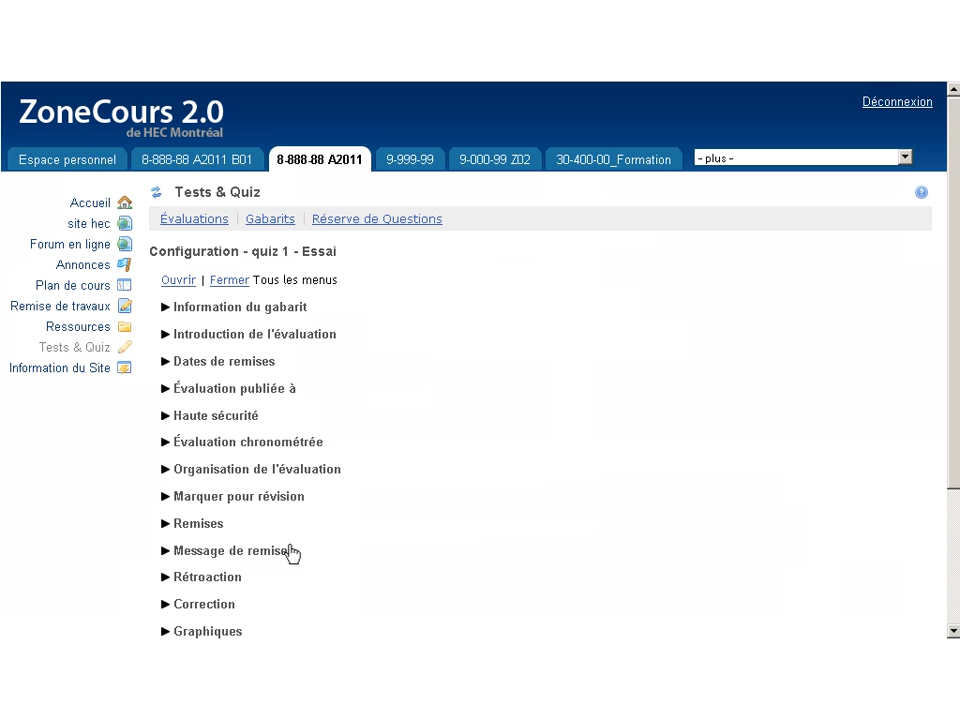 ZoneCours 2.0
de HEC Montréal
Déconnexion
Espace personnel 8-888-88 A2011 B01 8-888-88 A2011 9-999-99 9-000-99 Z02 30-400-00_Formation - plus -
Accueil
site hec
Forum en ligne
Annonces
Plan de cours
Remise de travaux
Ressources
Tests & Quiz
Information du Site
Tests & Quiz
Évaluations Gabarits Réserve de Questions
Configuration - quiz 1 - Essai
Ouvrir | Fermer Tous les menus
Information du gabarit
Introduction de l'évaluation
Dates de remises
Évaluation publiée à
Haute sécurité
Évaluation chronométrée
Organisation de l'évaluation
Marquer pour révision
Remises
Message de remise
Rétroaction
Correction
Graphiques